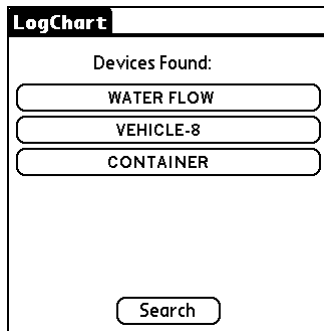 LogChart
Devices Found:
WATER FLOW
VEHICLE-8
CONTAINER
Search